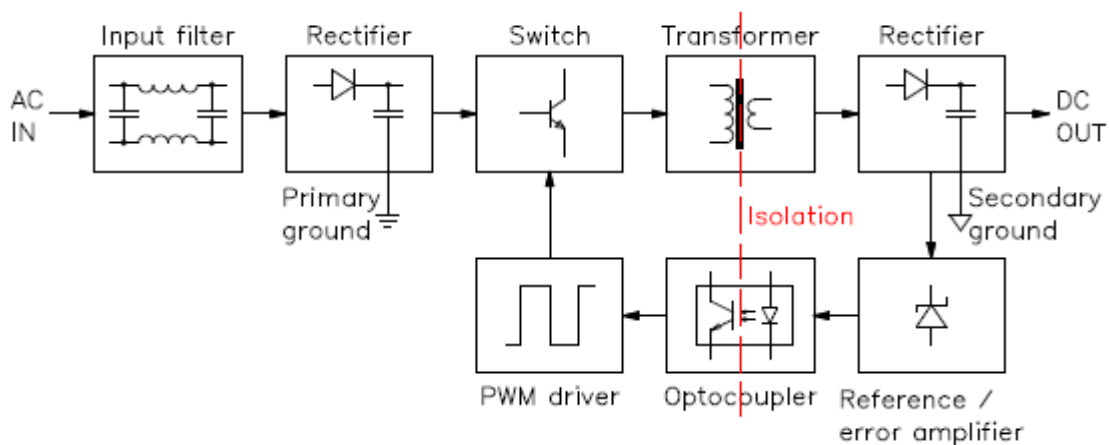 Input filter
Rectifier
Switch
Transformer
Rectifier
AC
IN
DC
OUT
Primary
ground
Isolation
Secondary
ground
PWM driver
Optocoupler
Reference /
error amplifier